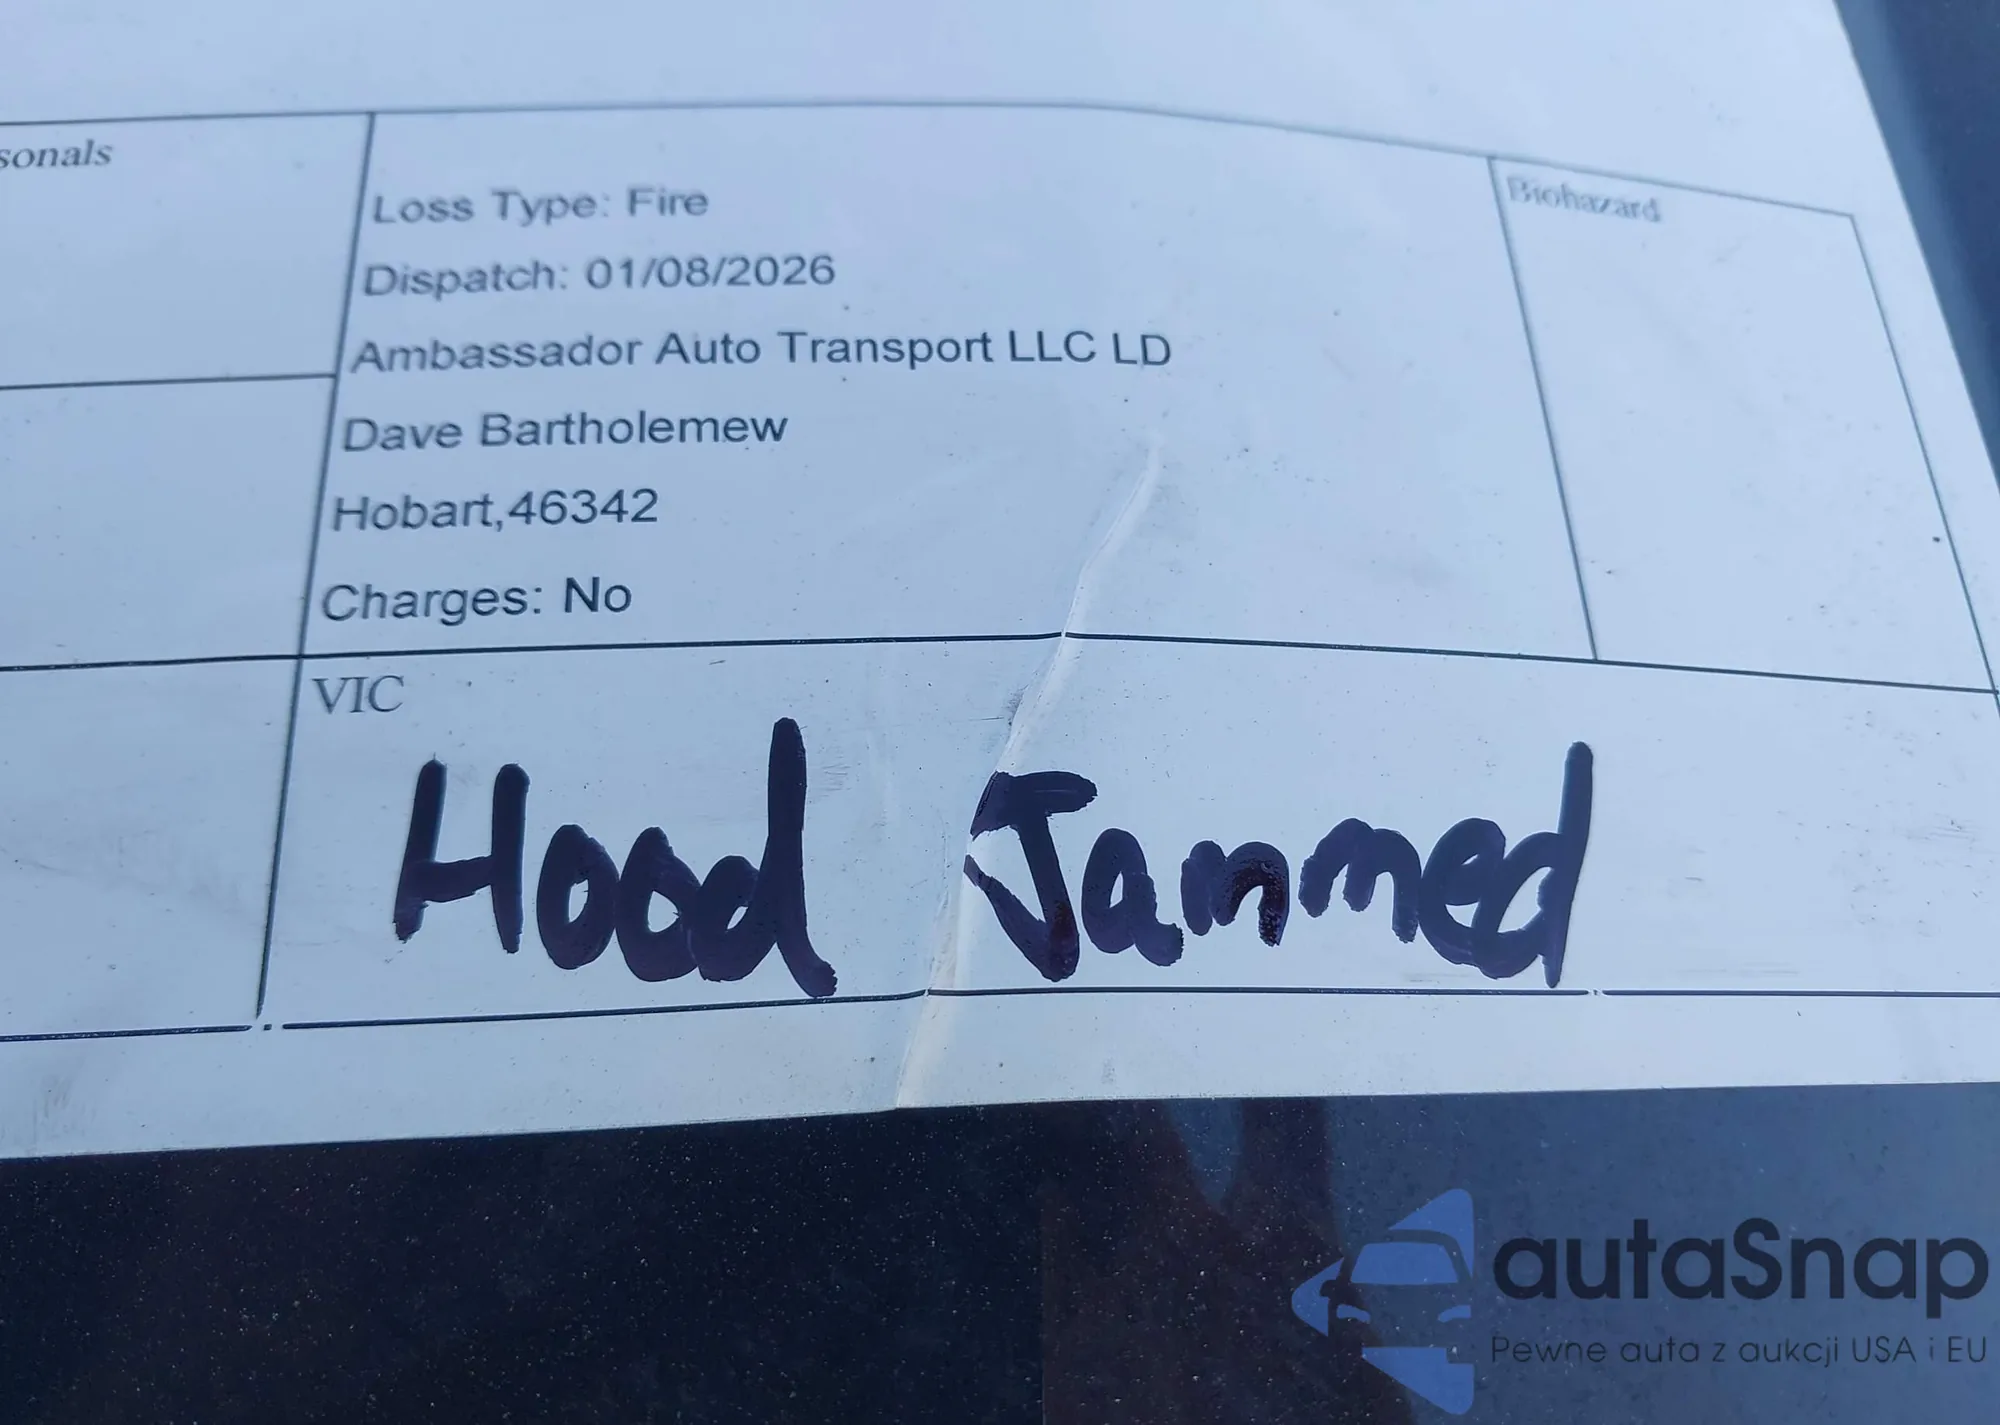 sonals
Loss Type: Fire
Dispatch: 01/08/2026
Ambassador Auto Transport LLC LD
Dave Bartholemew
Hobart,46342
Charges: No
Biohazard
VIC
Hood Jammed
autaSnap
Pewne auta z aukcji USA i EU